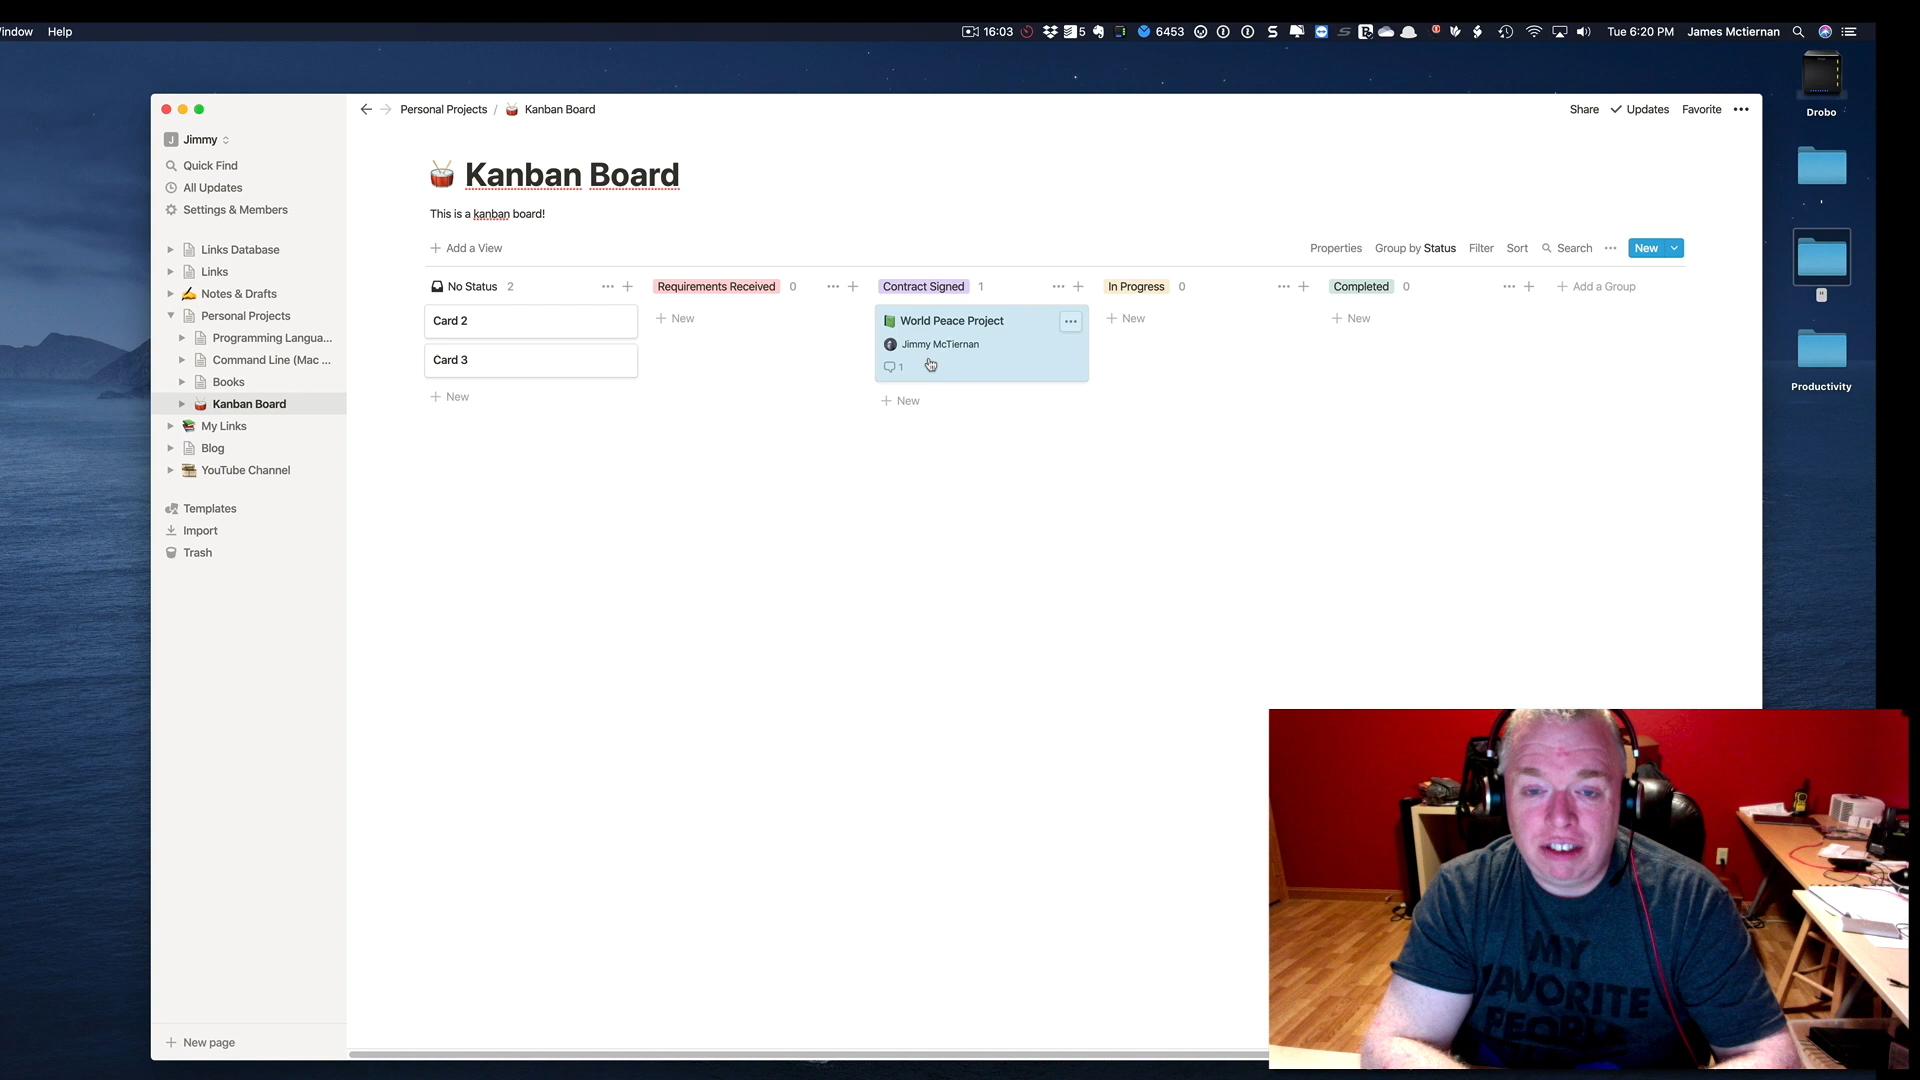 Window Help 16:03 5 6453 Tue 6:20 PM James Mctiernan
Drobo
Productivity
Personal Projects / Kanban Board Share Updates Favorite
Jimmy
Quick Find
All Updates
Settings & Members
Links Database
Links
Notes & Drafts
Personal Projects
Programming Langua...
Command Line (Mac ...
Books
Kanban Board
My Links
Blog
YouTube Channel
Templates
Import
Trash
New page
Kanban Board
This is a kanban board!
Add a View Properties Group by Status Filter Sort Search New
No Status 2 Requirements Received 0 Contract Signed 1 In Progress 0 Completed 0 Add a Group
Card 2
Card 3
New
New
World Peace Project
Jimmy McTiernan
1
New
New
New
MY
FAVORITE